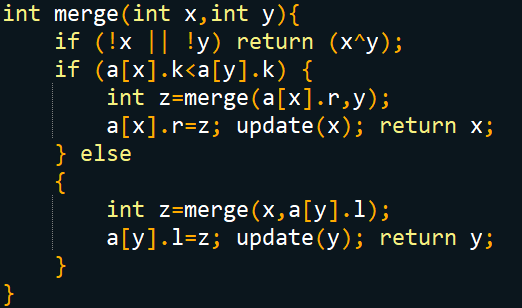 int merge(int x,int y){
    if (!x || !y) return (x^y);
    if (a[x].k<a[y].k) {
        int z=merge(a[x].r,y);
        a[x].r=z; update(x); return x;
    } else
    {
        int z=merge(x,a[y].l);
        a[y].l=z; update(y); return y;
    }
}